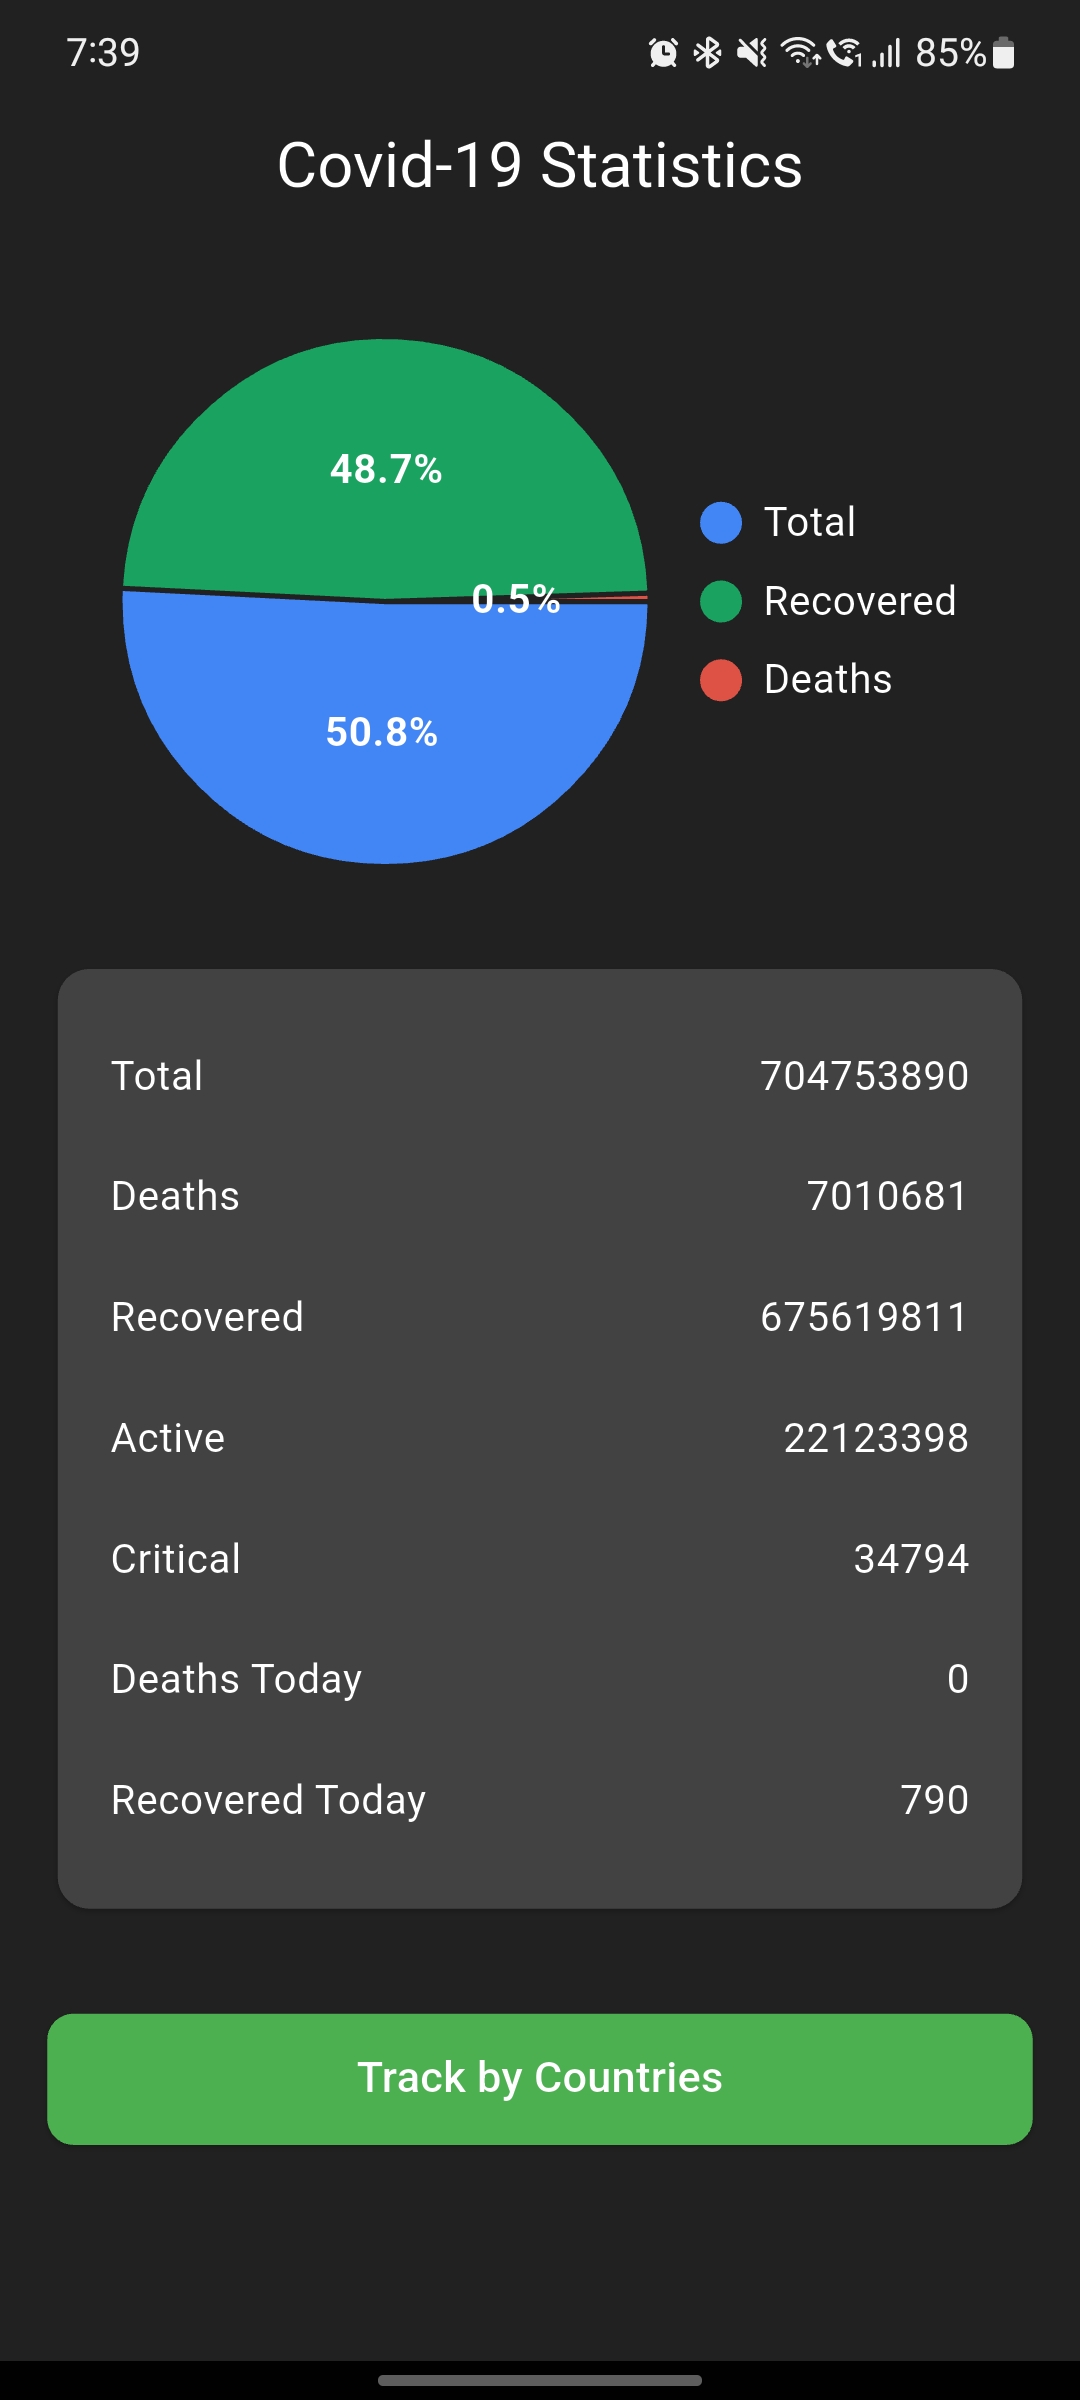 7:39 85%
Covid-19 Statistics
48.7%
0.5%
50.8%
Total
Recovered
Deaths
Total 704753890
Deaths 7010681
Recovered 675619811
Active 22123398
Critical 34794
Deaths Today 0
Recovered Today 790
Track by Countries